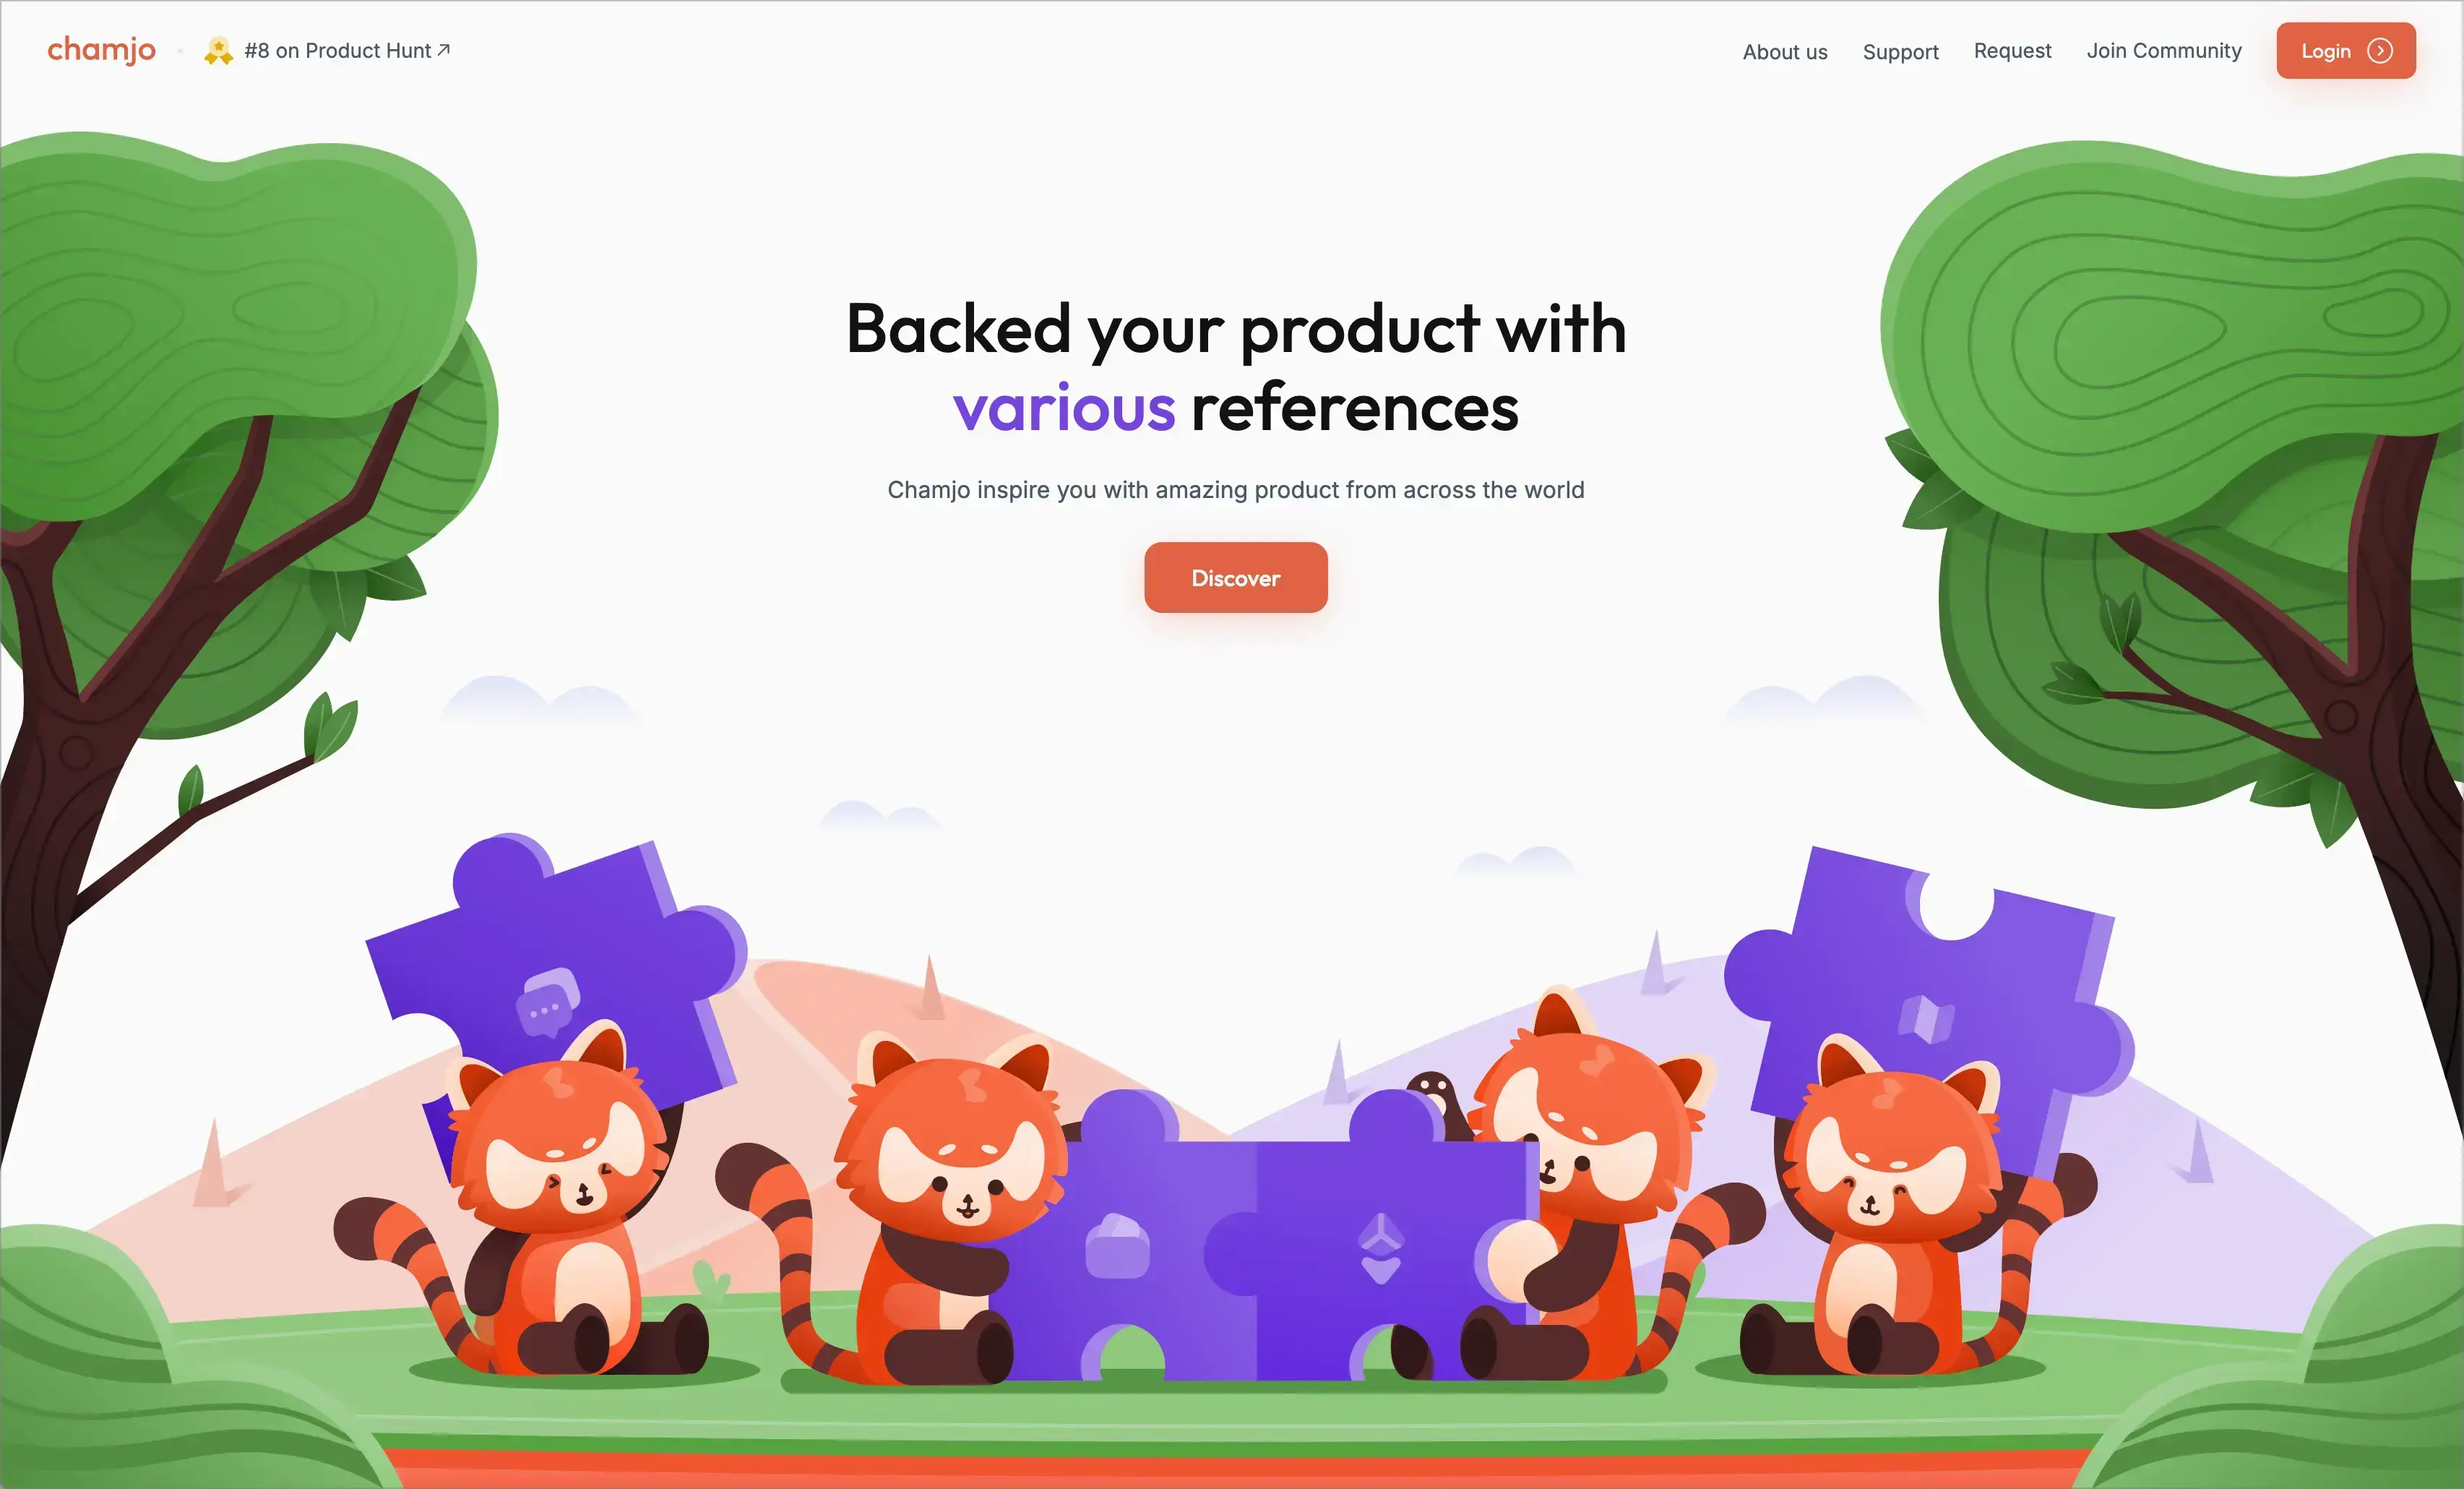 chamjo
#8 on Product Hunt
About us
Support
Request
Join Community
Login
Backed your product with
various references
Chamjo inspire you with amazing product from across the world
Discover